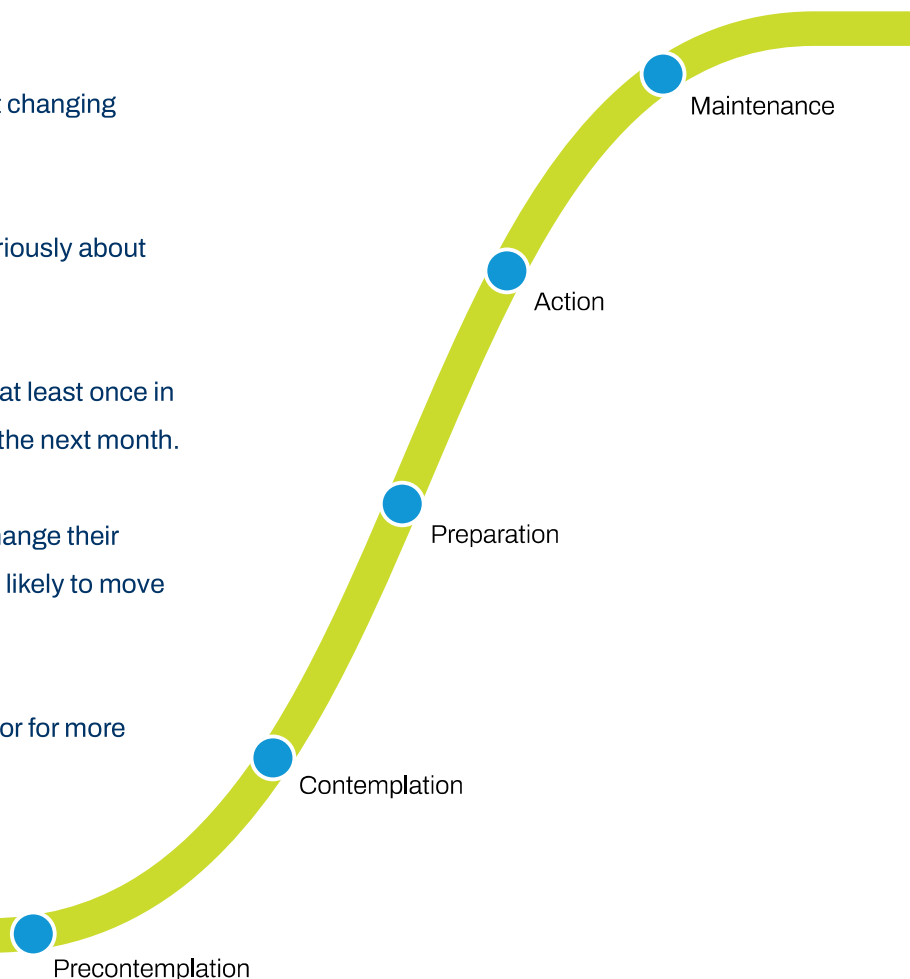 changing
Maintenance
riously about
Action
at least once in
the next month.
Preparation
ange their
likely to move
or for more
Contemplation
Precontemplation